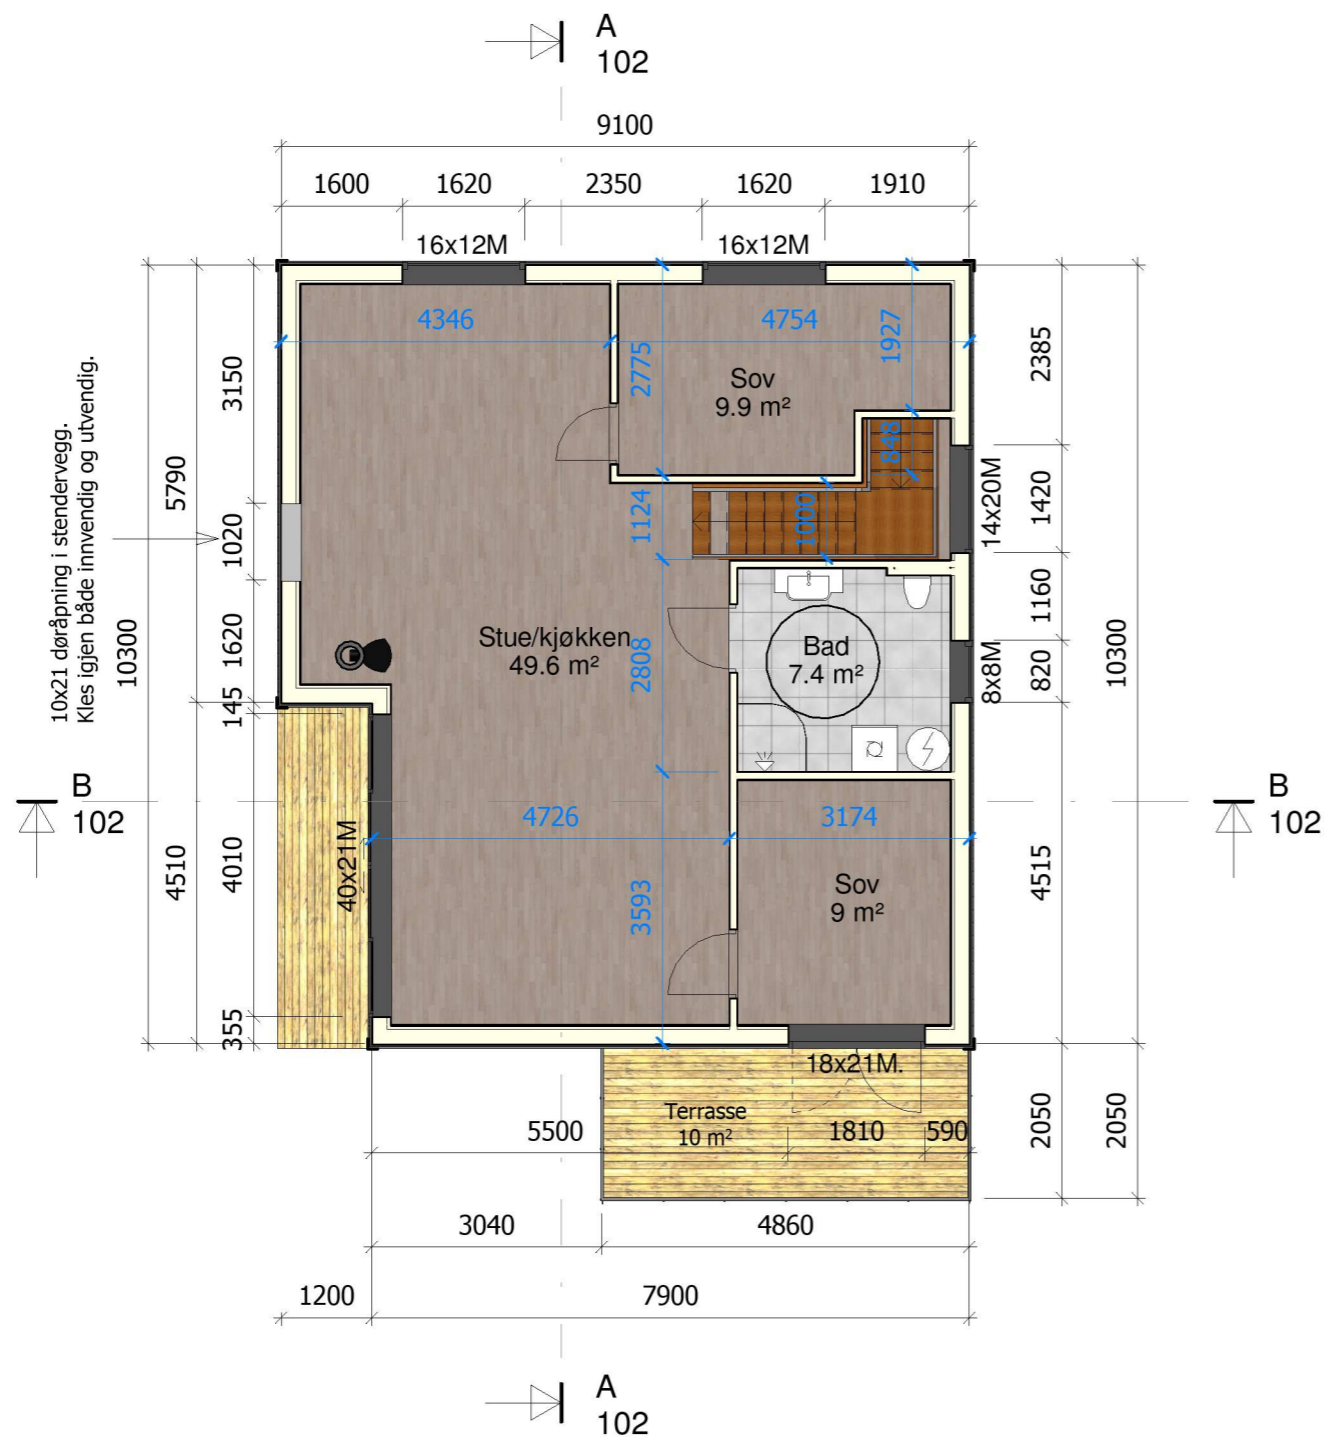 A
102
9100
1600
1620
2350
1620
1910
16x12M
16x12M
4346
4754
1927
2775
Sov
9.9 m²
848
1124
1000
3150
5790
1020
10300
1620
145
4510
4010
355
10x21 døråpning i stendervegg.
Kles igjen både innvendig og utvendig.
2385
14x20M
1420
1160
10300
8x8M
820
4515
2050
2050
Stue/kjøkken
49.6 m²
2808
Bad
7.4 m²
B
102
B
102
40x21M
4726
3174
3593
Sov
9 m²
18x21M.
Terrasse
10 m²
5500
1810
590
3040
4860
1200
7900
A
102